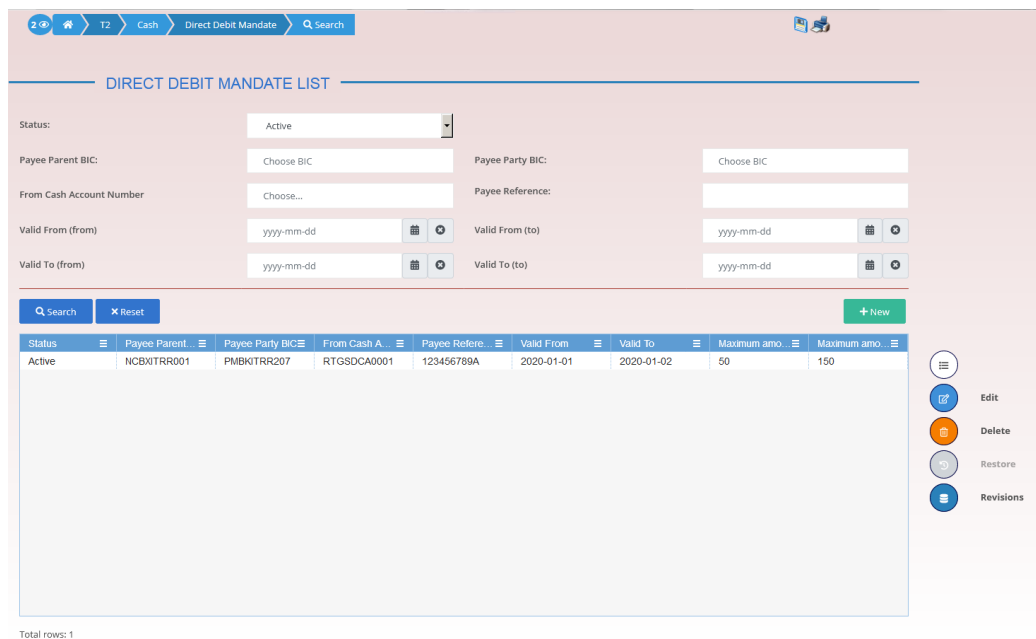 2 T2 Cash Direct Debit Mandate Search
DIRECT DEBIT MANDATE LIST
Status: Active
Payee Parent BIC: Choose BIC Payee Party BIC: Choose BIC
From Cash Account Number Choose... Payee Reference:
Valid From (from) yyyy-mm-dd Valid From (to) yyyy-mm-dd
Valid To (from) yyyy-mm-dd Valid To (to) yyyy-mm-dd
Search Reset New
Status Payee Parent... Payee Party BIC From Cash A... Payee Refere... Valid From Valid To Maximum amo... Maximum amo...
Active NCBXITRR001 PMBKITRR207 RTGSDCA0001 123456789A 2020-01-01 2020-01-02 50 150
Edit
Delete
Restore
Revisions
Total rows: 1